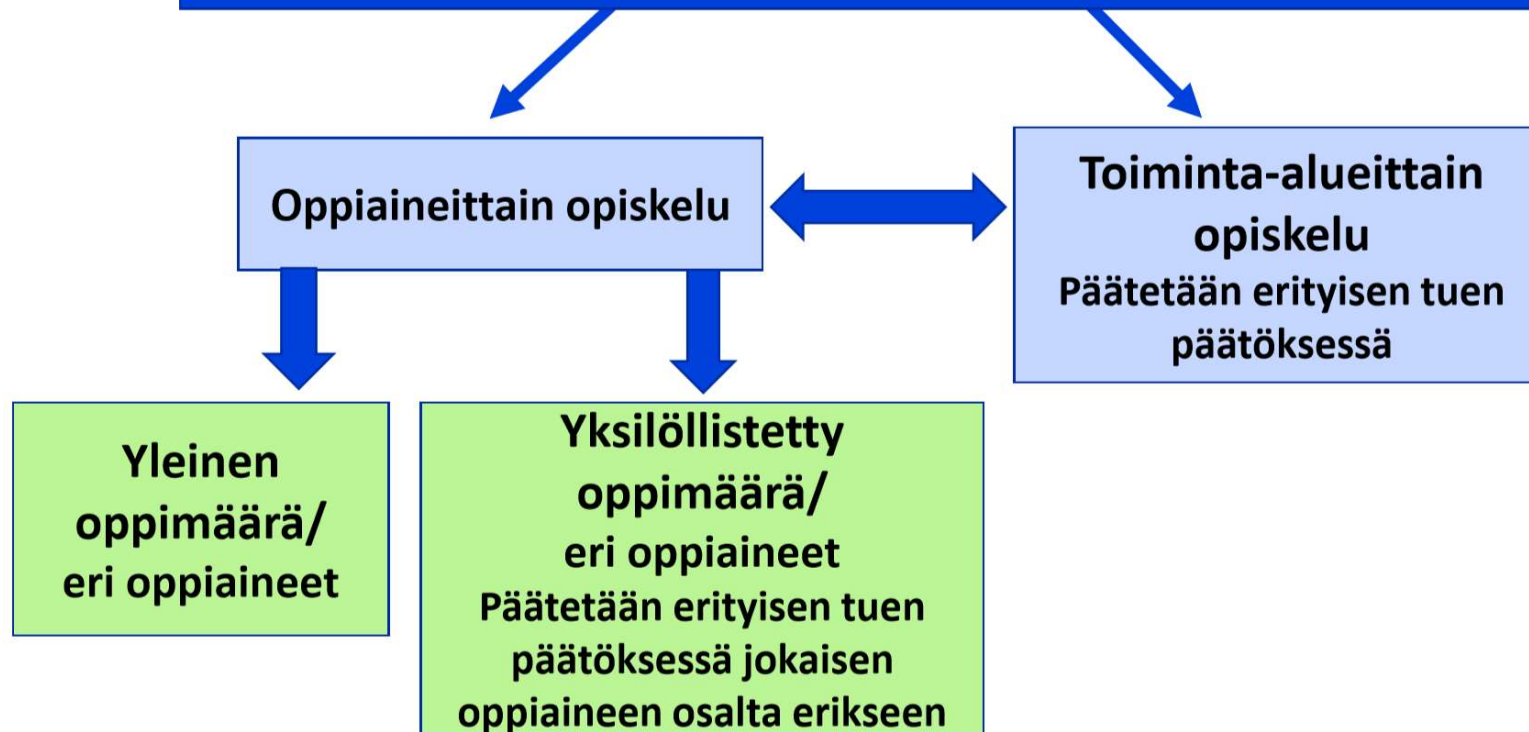 Oppiaineittain opiskelu
Toiminta-alueittain
opiskelu
Päätetään erityisen tuen
päätöksessä
Yleinen
oppimäärä/
eri oppiaineet
Yksilöllistetty
oppimäärä/
eri oppiaineet
Päätetään erityisen tuen
päätöksessä jokaisen
oppiaineen osalta erikseen